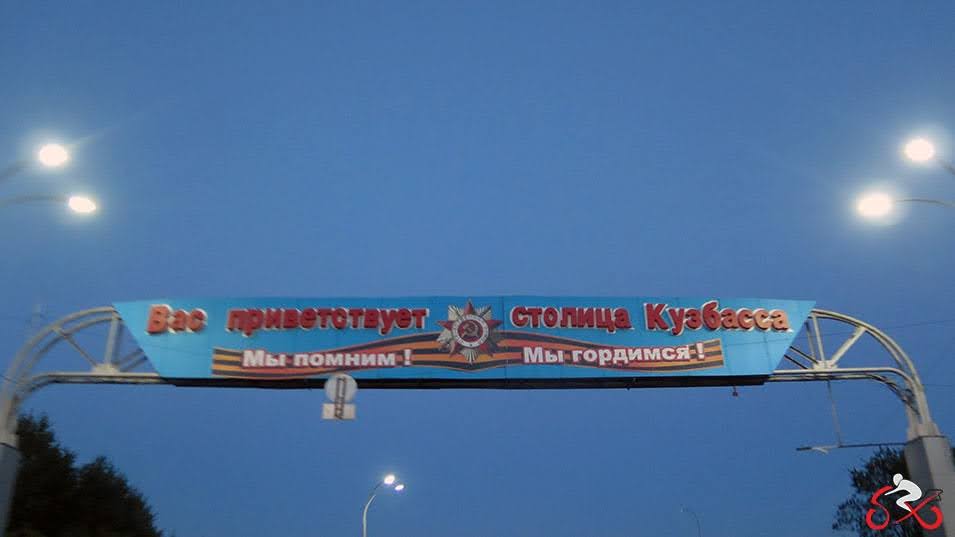 Вас приветствует столица Кузбасса
Мы помним! Мы гордимся!